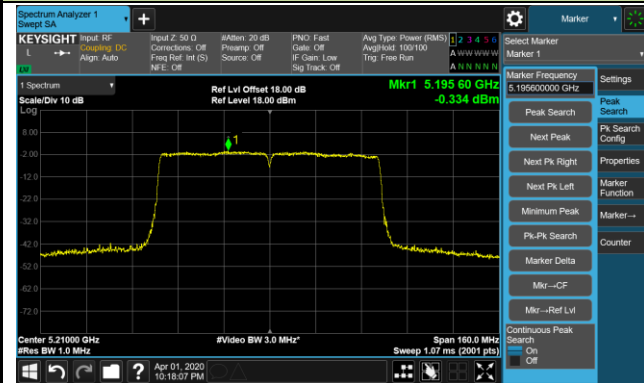 Spectrum Analyzer 1
Swept SA
Marker
KEYSIGHT
L
Input: RF
Coupling: DC
Align: Auto
Input Z: 50 Ω
Corrections: Off
Freq Ref: Int (S)
NFE: Off
#Atten: 20 dB
Preamp: Off
Source: Off
PNO: Fast
Gate: Off
IF Gain: Low
Sig Track: Off
Avg Type: Power (RMS)
Avg|Hold: 100/100
Trig: Free Run
1 2 3 4 5 6
A W W W W W
A N N N N N
Select Marker
Marker 1
1 Spectrum
Scale/Div 10 dB
Log
Ref Lvl Offset 18.00 dB
Ref Level 18.00 dBm
Mkr1 5.195 60 GHz
-0.334 dBm
8.00
-2.00
-12.0
-22.0
-32.0
-42.0
-52.0
-62.0
-72.0
1
Center 5.21000 GHz
#Res BW 1.0 MHz
#Video BW 3.0 MHz*
Span 160.0 MHz
Sweep 1.07 ms (2001 pts)
Marker Frequency
5.195600000 GHz
Peak Search
Next Peak
Next Pk Right
Next Pk Left
Minimum Peak
Pk-Pk Search
Marker Delta
Mkr→CF
Mkr→Ref Lvl
Continuous Peak
Search
On
Off
Settings
Peak
Search
Pk Search
Config
Properties
Marker
Function
Marker→
Counter
Apr 01, 2020
10:18:07 PM